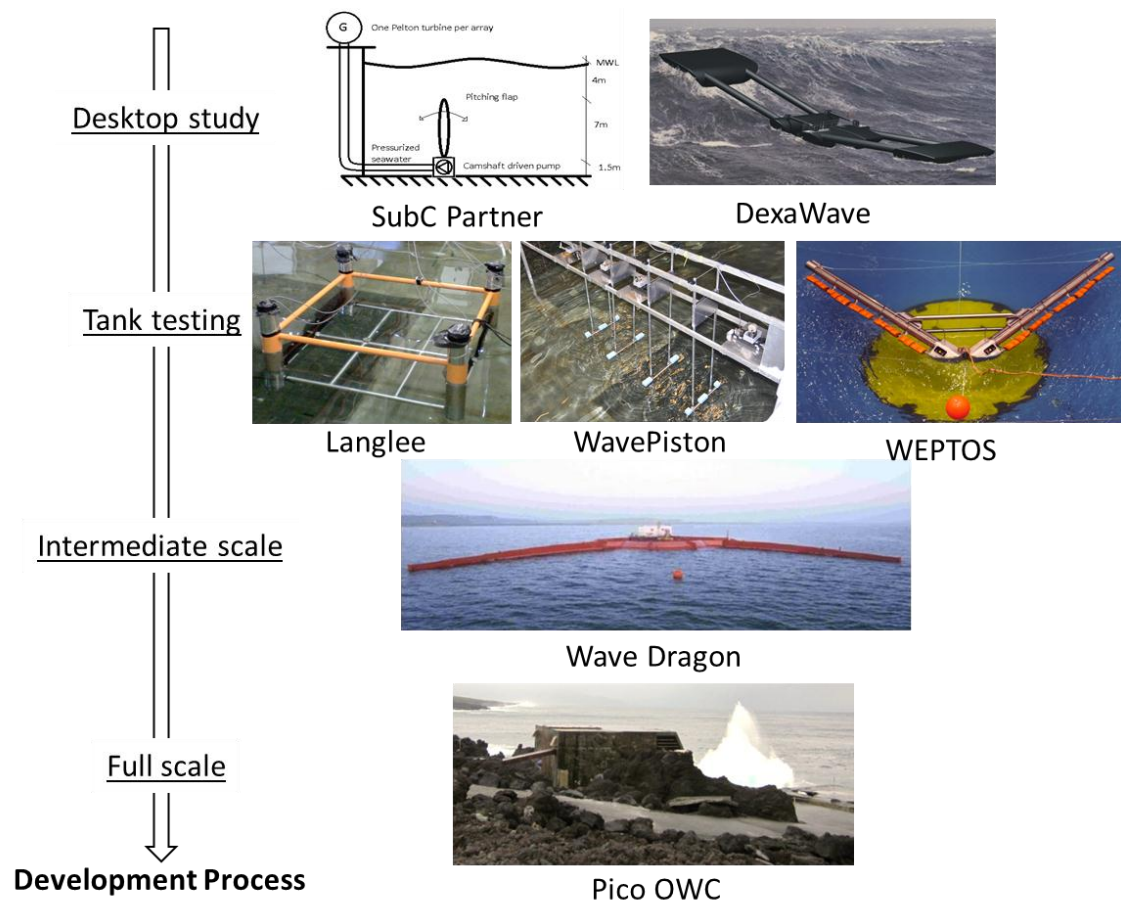 G
One Pelton turbine per array
MWL
4m
Pitching flap
7m
Pressurized
seawater
Camshaft driven pump
1.5m
Desktop study
SubC Partner
DexaWave
Tank testing
Langlee
WavePiston
WEPTOS
Intermediate scale
Wave Dragon
Full scale
Pico OWC
Development Process